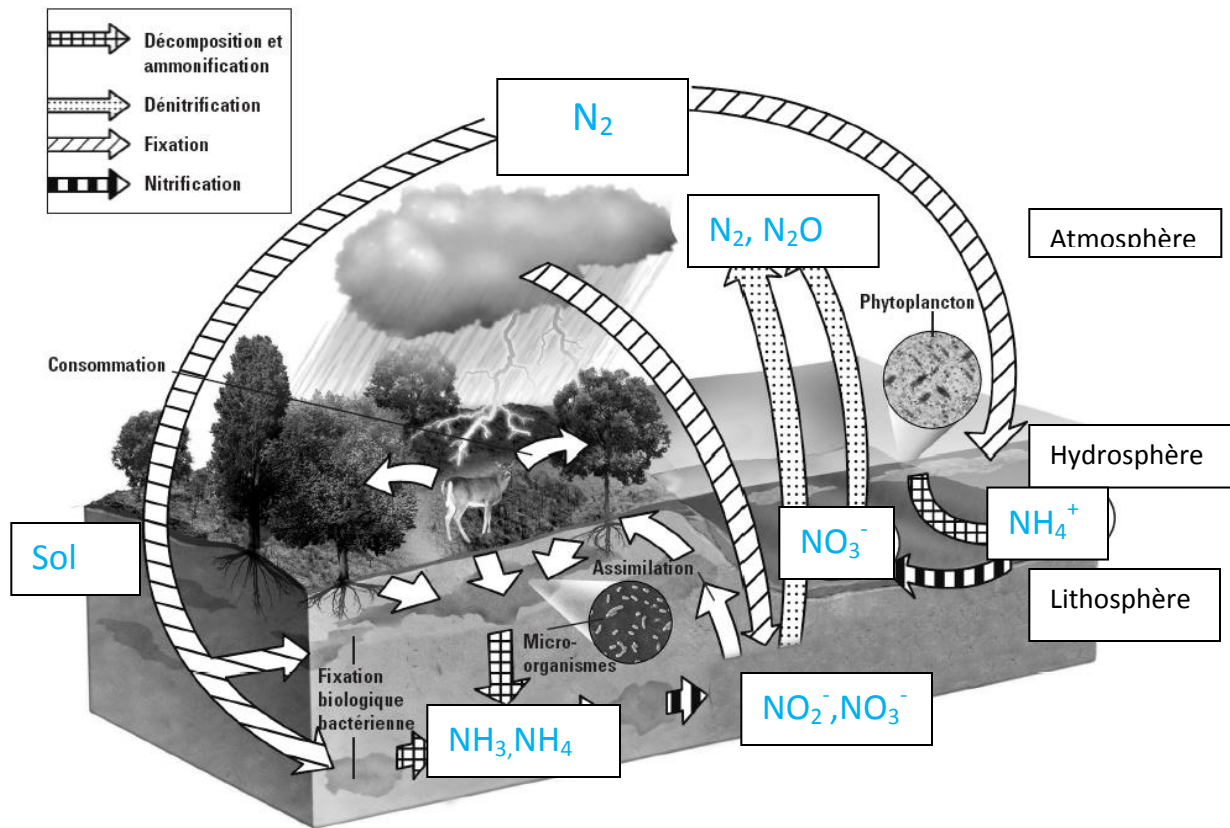 Décomposition et
ammonification
Dénitrification
Fixation
Nitrification
N₂
N₂, N₂O
Atmosphère
Phytoplancton
Consommation
Hydrosphère
NH₄⁺
NO₃⁻
Sol
Assimilation
Lithosphère
Micro-
organismes
Fixation
biologique
bactérienne
NO₂⁻,NO₃⁻
NH₃,NH₄